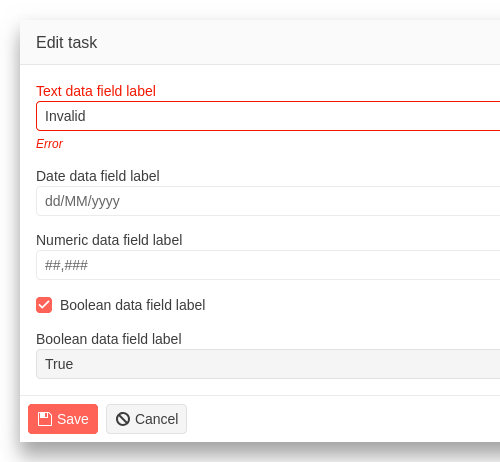 Edit task
Text data field label
Invalid
Error
Date data field label
dd/MM/yyyy
Numeric data field label
##,###
Boolean data field label
Boolean data field label
True
Save Cancel